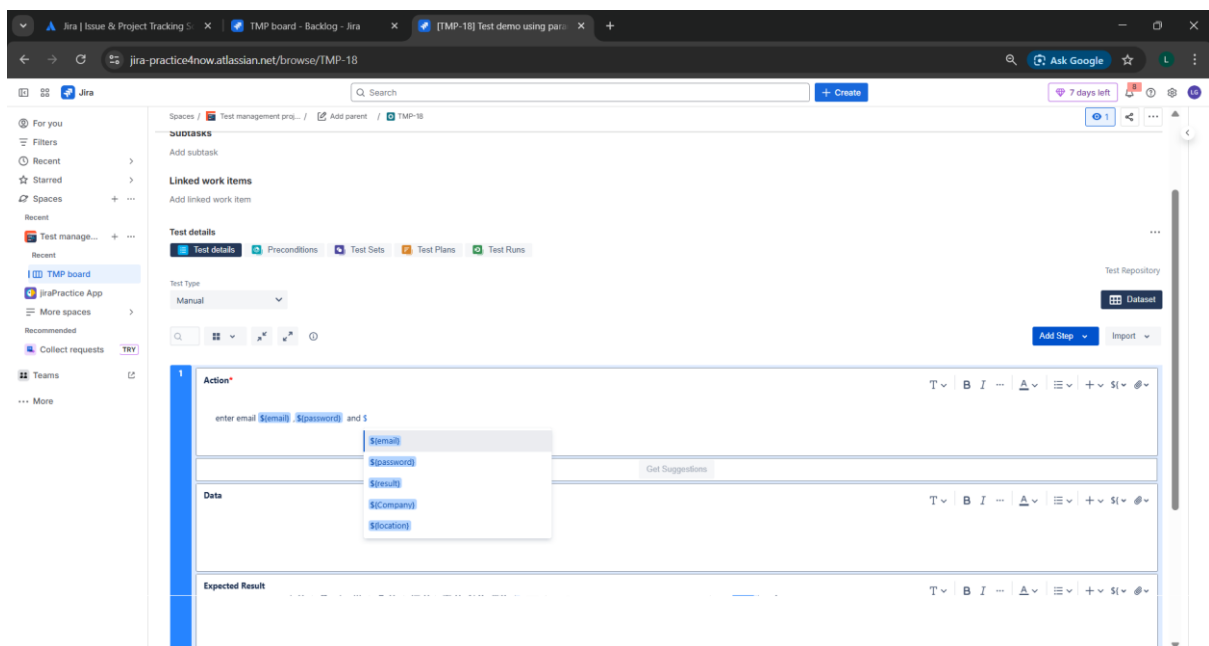 Jira | Issue & Project Tracking S
TMP board - Backlog - Jira
[TMP-18] Test demo using para
jira-practice4now.atlassian.net/browse/TMP-18
Ask Google
L
Jira
Search
+ Create
7 days left
8
LG
For you
Filters
Recent
Starred
Spaces
Recent
Test manage...
Recent
TMP board
jiraPractice App
More spaces
Recommended
Collect requests
TRY
Teams
More
Spaces / Test management proj... / Add parent / TMP-18
1
Subtasks
Add subtask
Linked work items
Add linked work item
Test details
Test details
Preconditions
Test Sets
Test Plans
Test Runs
Test Repository
Test Type
Manual
Dataset
Add Step
Import
1
Action*
T B I ... A ${
enter email ${email} ,${password} and $
${email}
${password}
${result}
${Company}
${location}
Get Suggestions
Data
T B I ... A ${
Expected Result
T B I ... A ${